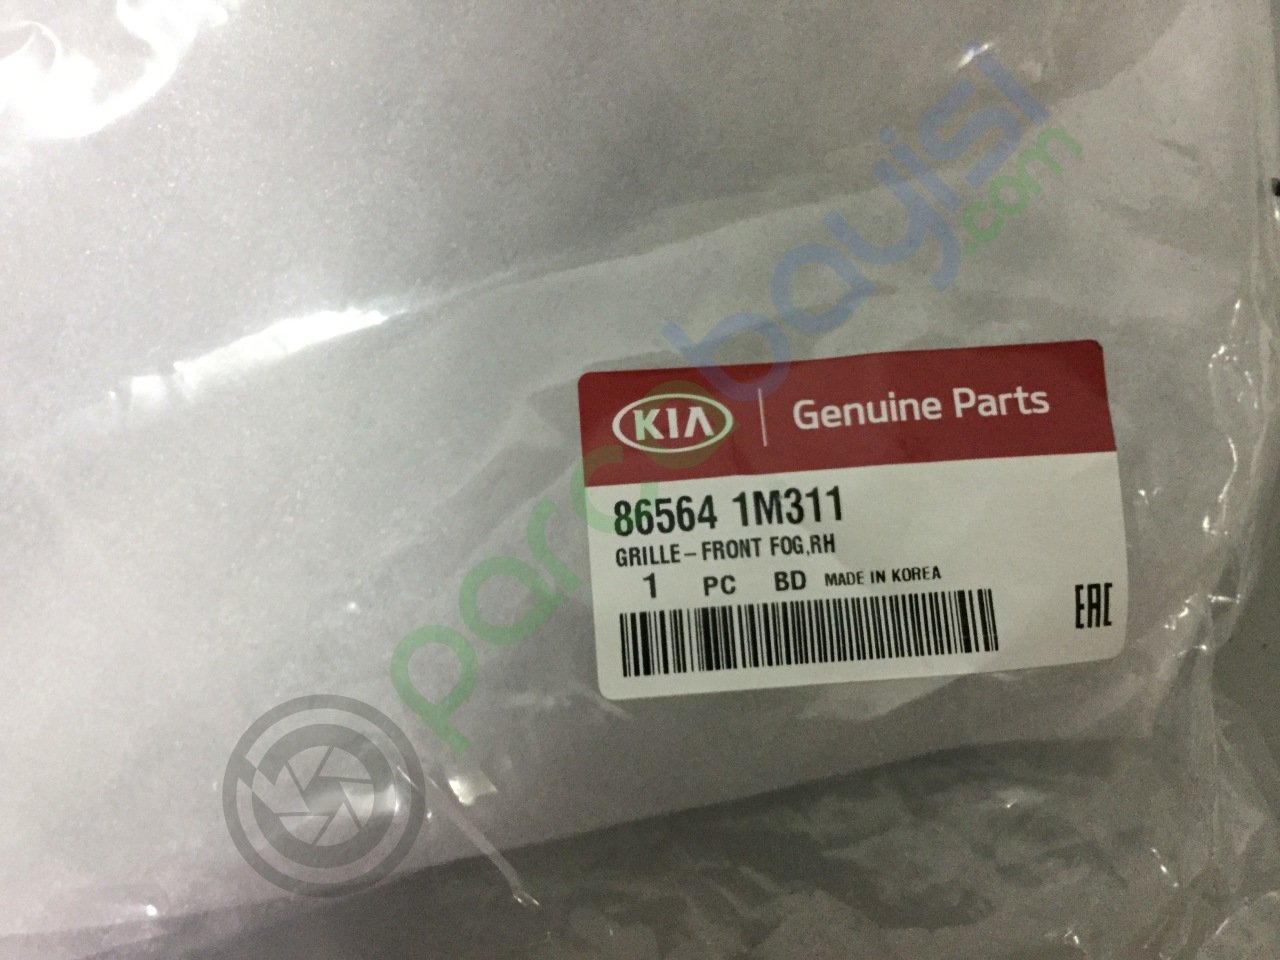 parcabayisi
.com
KIA Genuine Parts
86564 1M311
GRILLE-FRONT FOG,RH
1 PC BD MADE IN KOREA
EAC